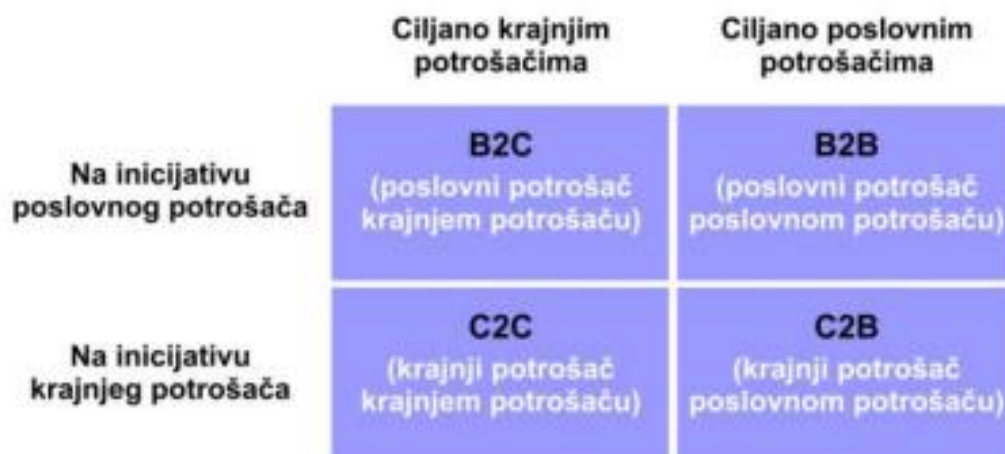 Ciljano krajnjim
potrošačima
Ciljano poslovnim
potrošačima
Na inicijativu
poslovnog potrošača
B2C
(poslovni potrošač
krajnjem potrošaču)
B2B
(poslovni potrošač
poslovnom potrošaču)
Na inicijativu
krajnjeg potrošača
C2C
(krajnji potrošač
krajnjem potrošaču)
C2B
(krajnji potrošač
poslovnom potrošaču)